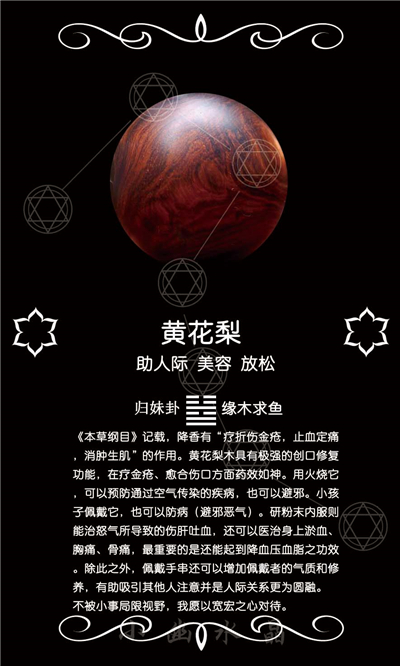 黄花梨
助人际 美容 放松
归妹卦 缘木求鱼
《本草纲目》记载，降香有“疗折伤金疮，止血定痛
，消肿生肌”的作用。黄花梨木具有极强的创口修复
功能，在疗金疮、愈合伤口方面药效如神。用火烧它
，可以预防通过空气传染的疾病，也可以避邪。小孩
子佩戴它，也可以防病（避邪恶气）。研粉末内服则
能治怒气所导致的伤肝吐血，还可以医治身上淤血、
胸痛、骨痛，最重要的是还能起到降血压血脂之功效
。除此之外，佩戴手串还可以增加佩戴者的气质和修
养，有助吸引其他人注意并是人际关系更为圆融。
不被小事局限视野，我愿以宽宏之心对待。